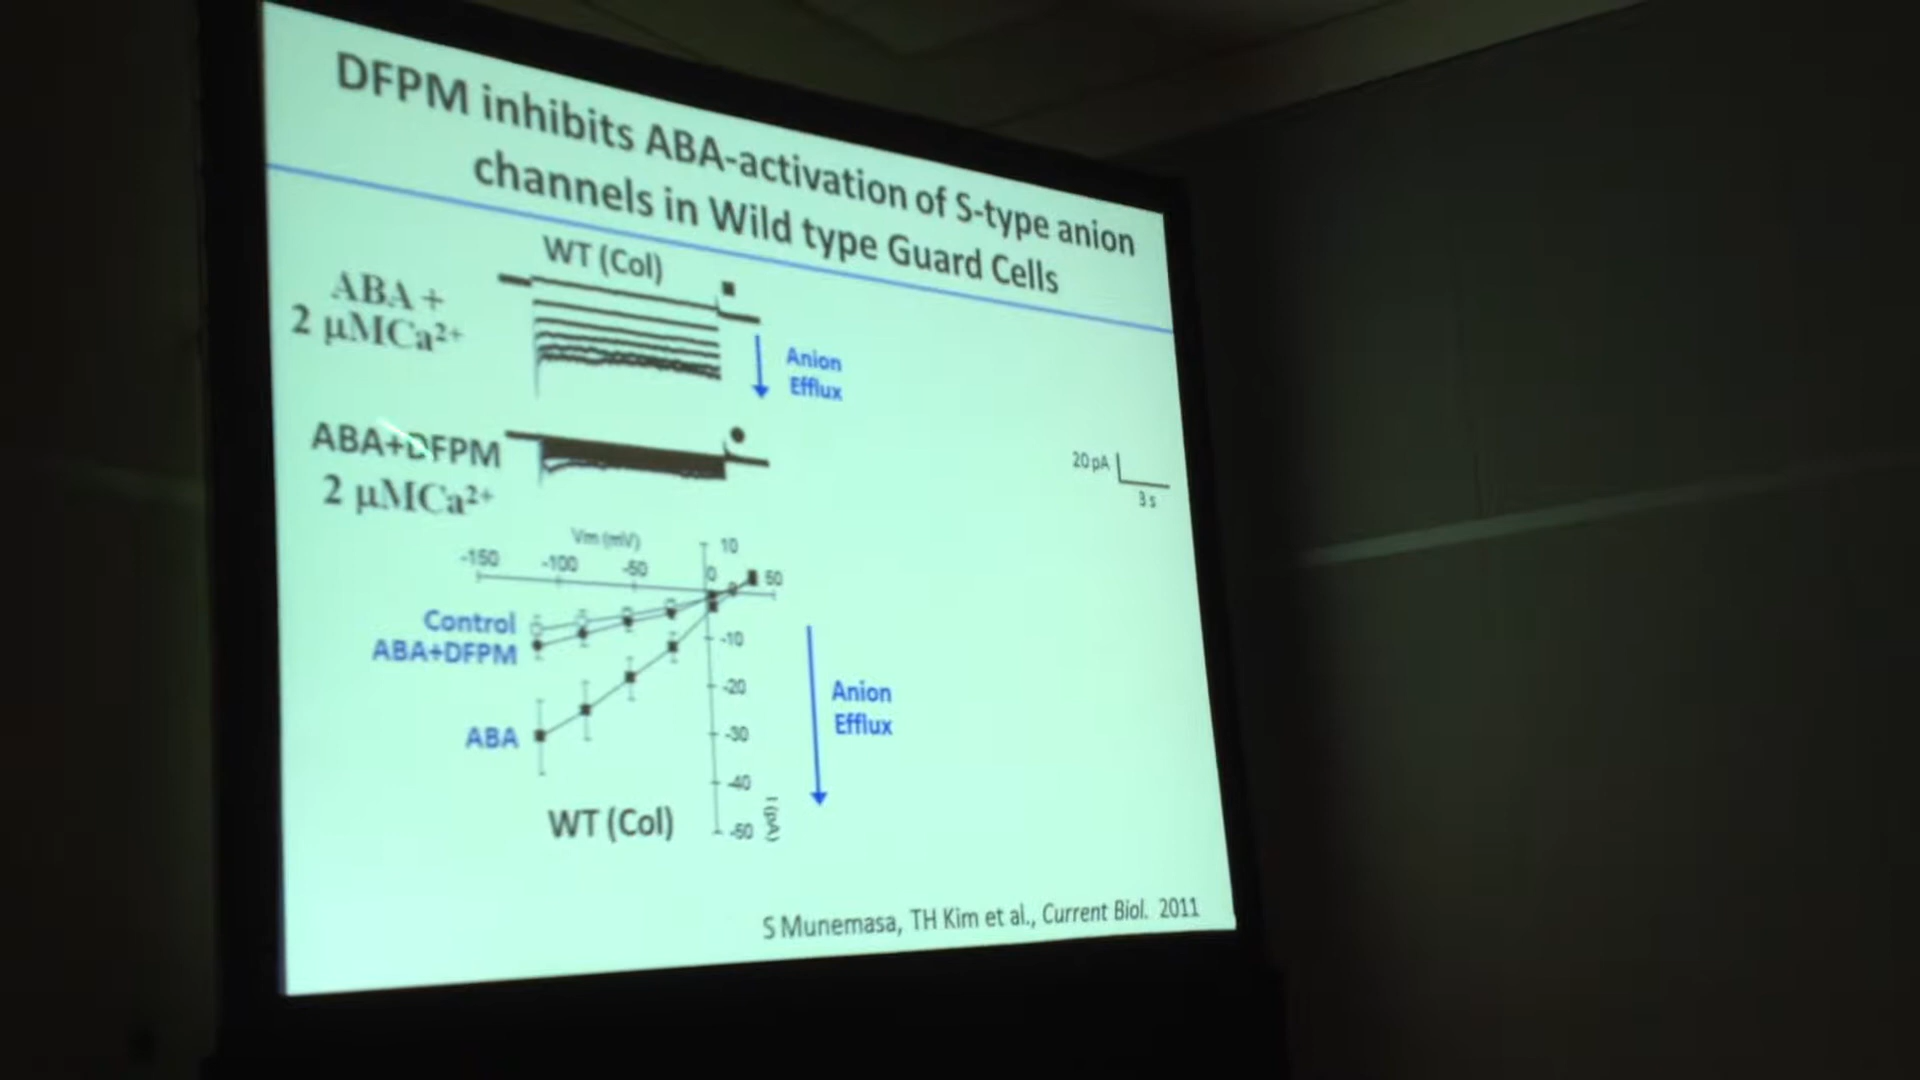 DFPM inhibits ABA-activation of S-type anion
channels in Wild type Guard Cells
WT (Col)
ABA +
2 μMCa²⁺
Anion
Efflux
ABA+DFPM
2 μMCa²⁺
20 pA
3 s
Vm (mV)
-150 -100 -50 0 50
10
-10
-20
-30
-40
-50
I (pA)
Control
ABA+DFPM
ABA
Anion
Efflux
WT (Col)
S Munemasa, TH Kim et al., Current Biol. 2011